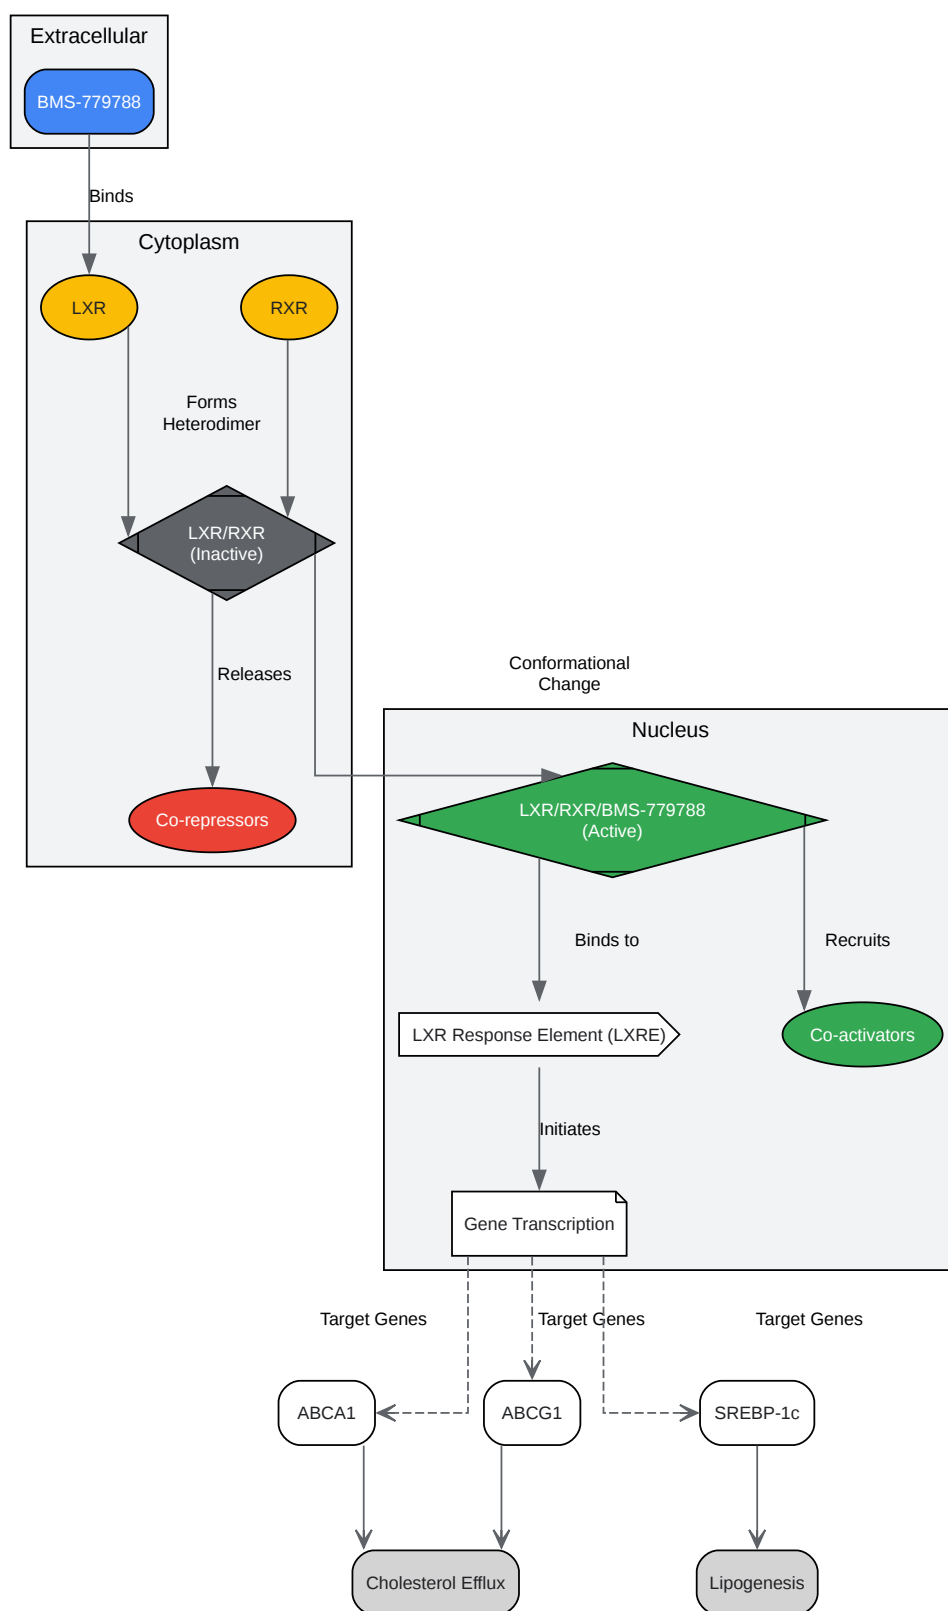 Extracellular
BMS-779788
Binds
Cytoplasm
LXR
RXR
Forms
Heterodimer
LXR/RXR
(Inactive)
Releases
Conformational
Change
Nucleus
LXR/RXR/BMS-779788
(Active)
Co-repressors
Binds to
Recruits
LXR Response Element (LXRE)
Co-activators
Initiates
Gene Transcription
Target Genes
Target Genes
Target Genes
ABCA1
ABCG1
SREBP-1c
Cholesterol Efflux
Lipogenesis